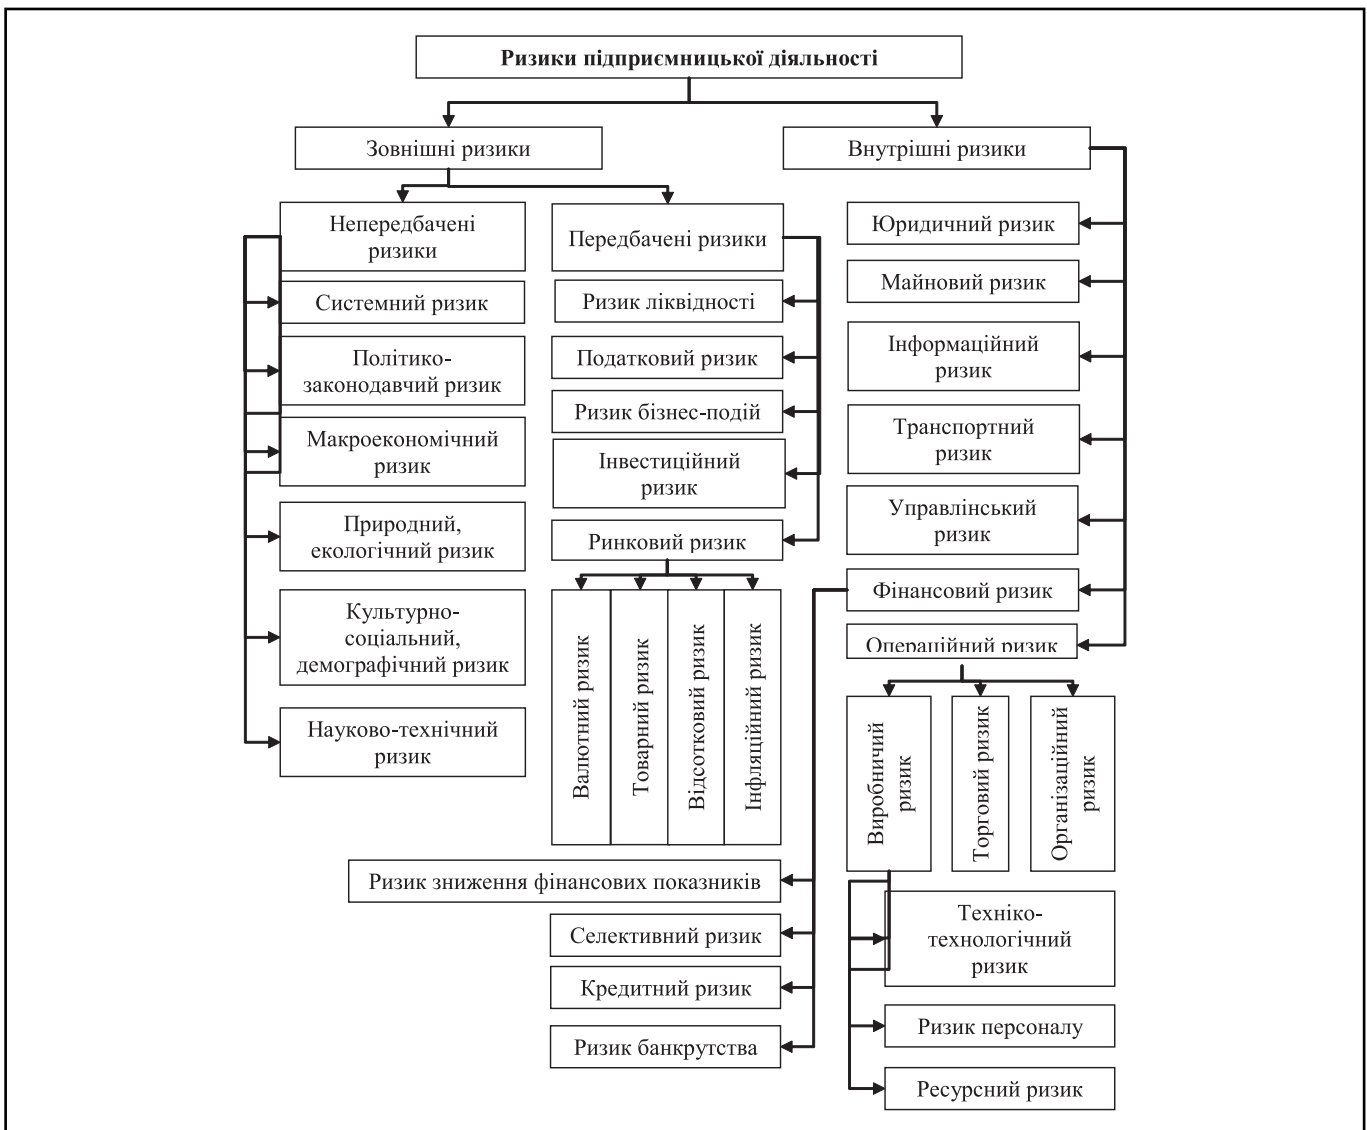 Ризики підприємницької діяльності
Зовнішні ризики
Внутрішні ризики
Непередбачені
ризики
Системний ризик
Політико-
законодавчий ризик
Макроекономічний
ризик
Природний,
екологічний ризик
Культурно-
соціальний,
демографічний ризик
Науково-технічний
ризик
Передбачені ризики
Ризик ліквідності
Податковий ризик
Ризик бізнес-подій
Інвестиційний
ризик
Ринковий ризик
Валютний ризик
Товарний ризик
Відсотковий ризик
Інфляційний ризик
Юридичний ризик
Майновий ризик
Інформаційний
ризик
Транспортний
ризик
Управлінський
ризик
Фінансовий ризик
Операційний ризик
Виробничий
ризик
Торговий ризик
Організаційний
ризик
Ризик зниження фінансових показників
Селективний ризик
Кредитний ризик
Ризик банкрутства
Техніко-
технологічний
ризик
Ризик персоналу
Ресурсний ризик